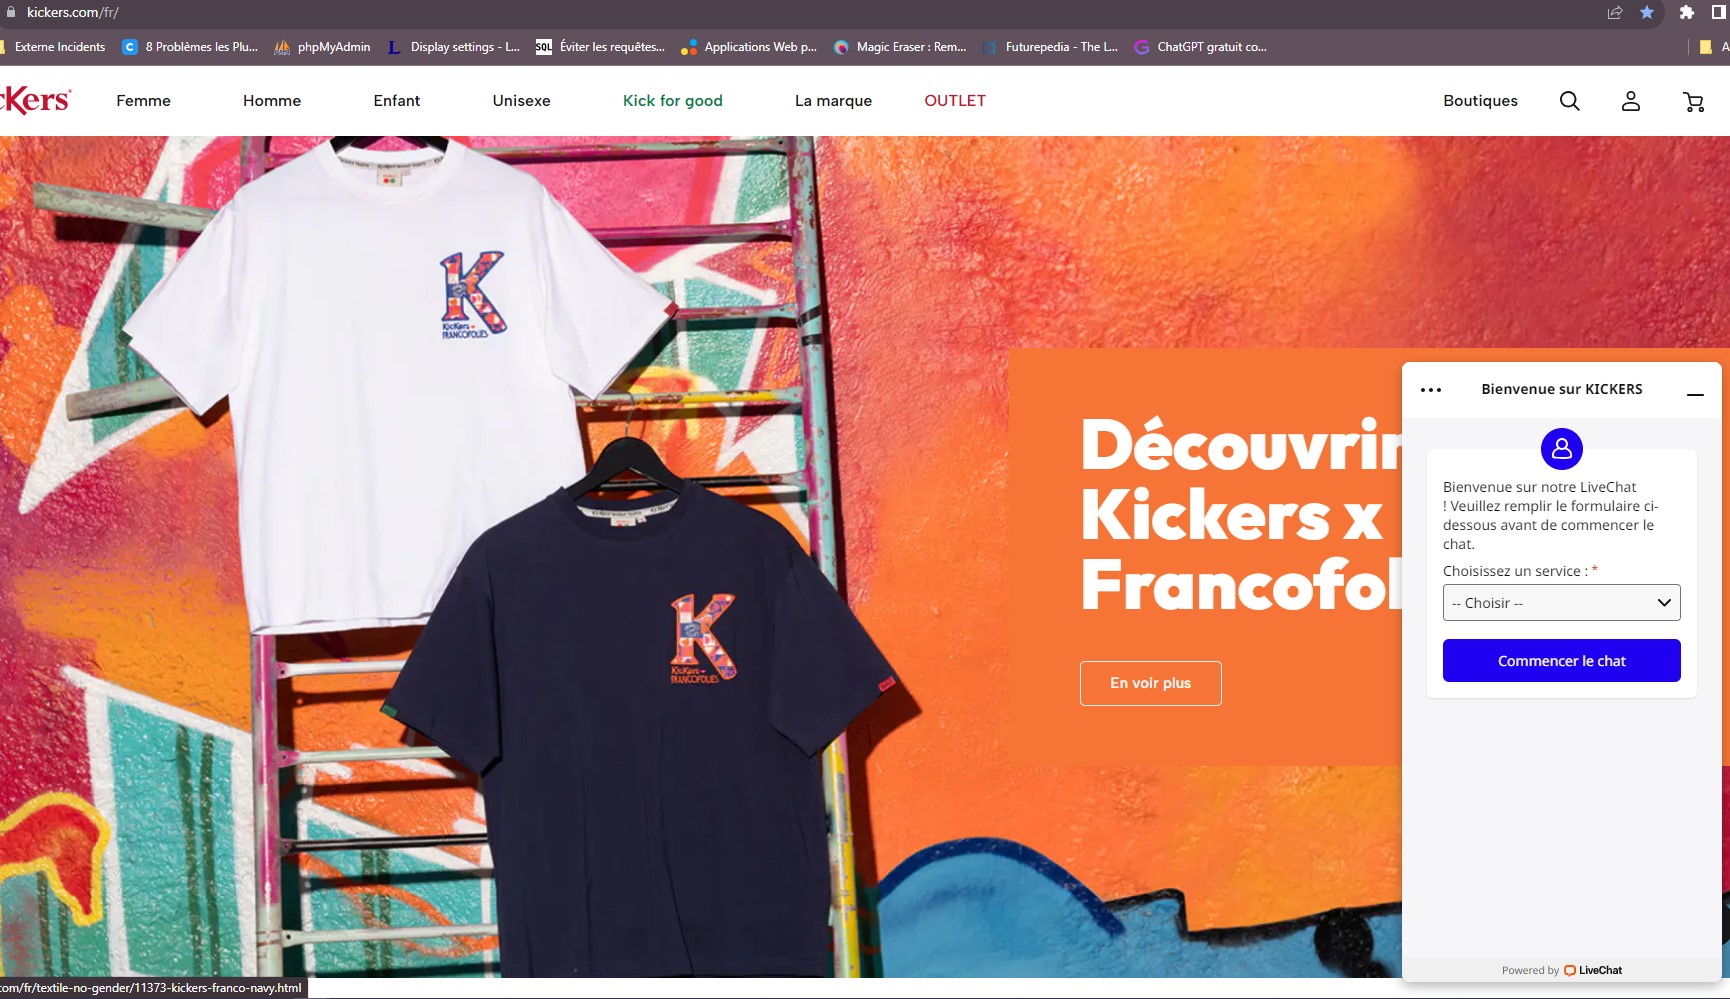 kickers.com/fr/
Externe Incidents
8 Problèmes les Plu...
phpMyAdmin
Display settings - L...
SQL
Éviter les requêtes...
Applications Web p...
Magic Eraser : Rem...
Futurepedia - The L...
ChatGPT gratuit co...
A
cKers
Femme
Homme
Enfant
Unisexe
Kick for good
La marque
OUTLET
Boutiques
K
KicKers
FRANCOFOLIES
K
KicKers
FRANCOFOLIES
Découvrir
Kickers x
Francofol
En voir plus
Bienvenue sur KICKERS
Bienvenue sur notre LiveChat
! Veuillez remplir le formulaire ci-
dessous avant de commencer le
chat.
Choisissez un service : *
-- Choisir --
Commencer le chat
Powered by LiveChat
com/fr/textile-no-gender/11373-kickers-franco-navy.html